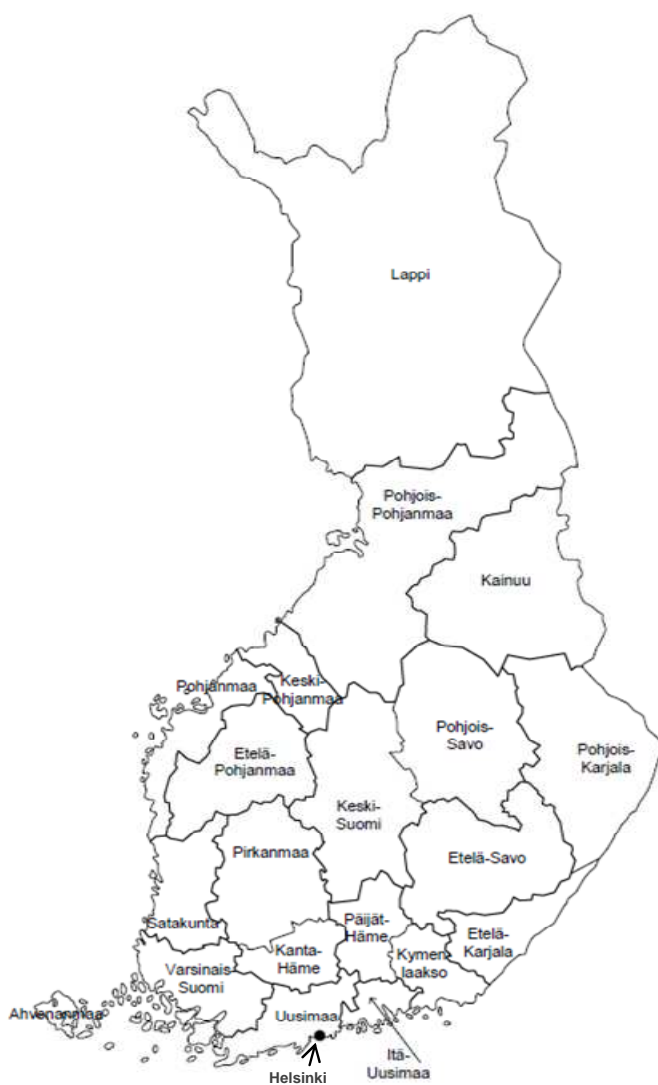 Lappi
Pohjois-
Pohjanmaa
Kainuu
Pohjanmaa
Keski-
Pohjanmaa
Pohjois-
Savo
Pohjois-
Karjala
Etelä-
Pohjanmaa
Keski-
Suomi
Pirkanmaa
Etelä-Savo
Satakunta
Päijät-
Häme
Etelä-
Karjala
Kanta-
Häme
Kymen
laakso
Varsinais-
Suomi
Ahvenanmaa
Uusimaa
Itä-
Uusimaa
Helsinki